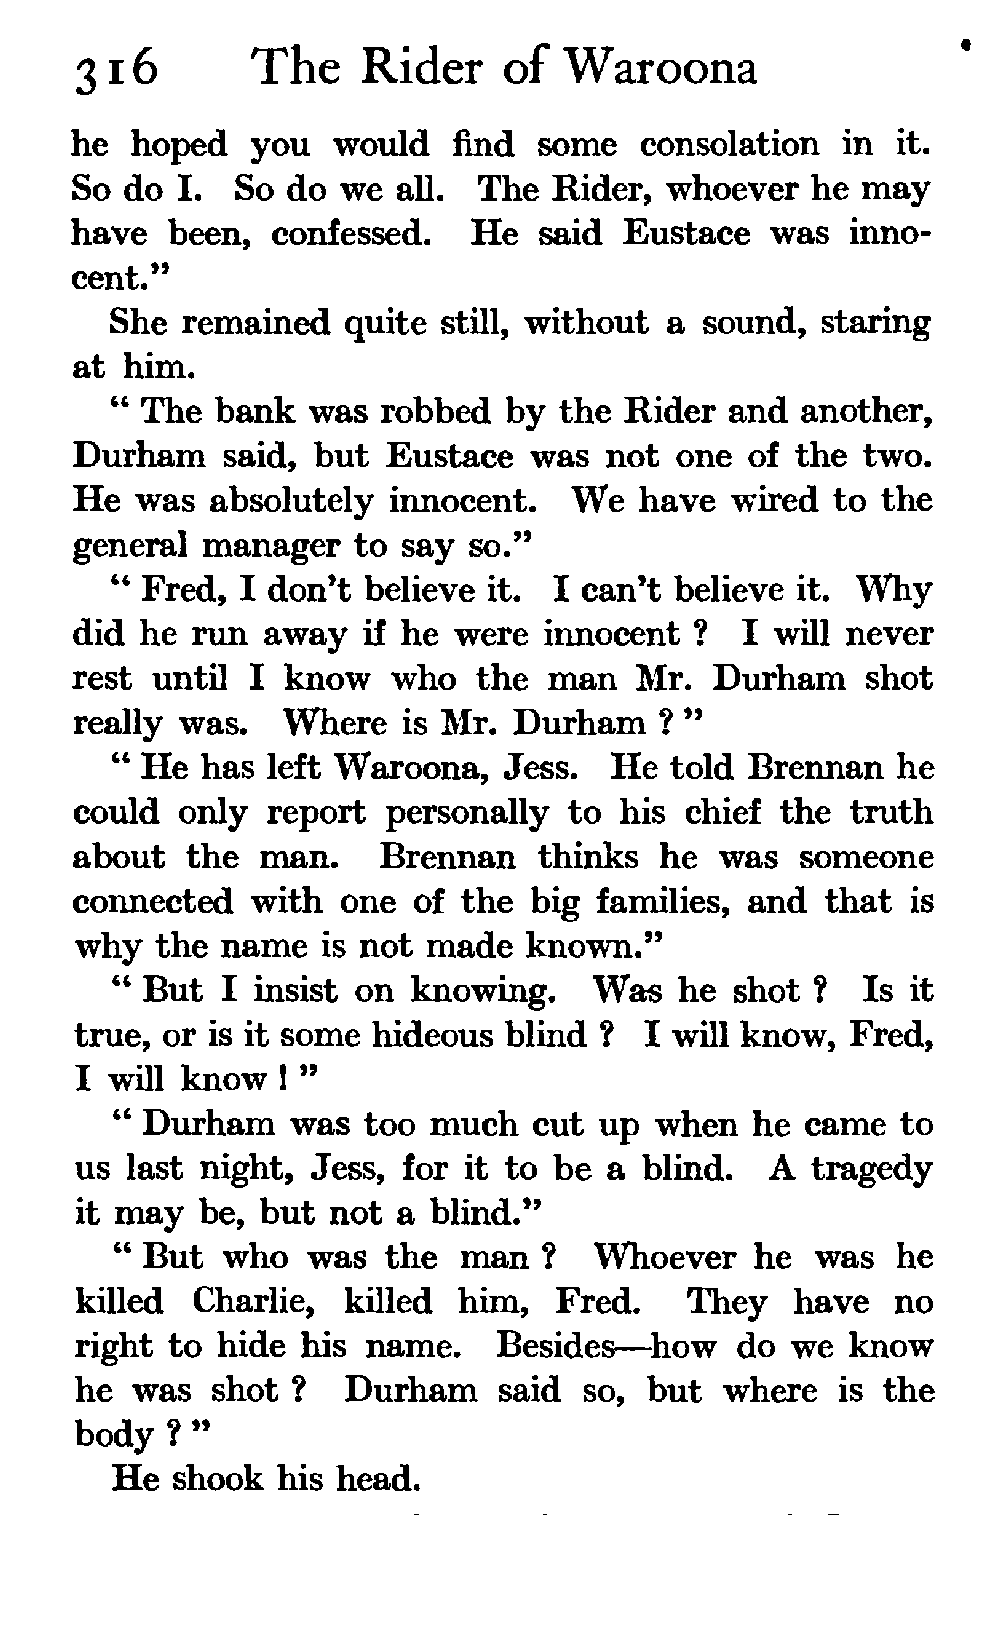 316 The Rider of Waroona
he hoped you would find some consolation in it.
So do I. So do we all. The Rider, whoever he may
have been, confessed. He said Eustace was inno-
cent."
She remained quite still, without a sound, staring
at him.
" The bank was robbed by the Rider and another,
Durham said, but Eustace was not one of the two.
He was absolutely innocent. We have wired to the
general manager to say so."
" Fred, I don't believe it. I can't believe it. Why
did he run away if he were innocent ? I will never
rest until I know who the man Mr. Durham shot
really was. Where is Mr. Durham ? "
" He has left Waroona, Jess. He told Brennan he
could only report personally to his chief the truth
about the man. Brennan thinks he was someone
connected with one of the big families, and that is
why the name is not made known."
" But I insist on knowing. Was he shot ? Is it
true, or is it some hideous blind ? I will know, Fred,
I will know ! "
" Durham was too much cut up when he came to
us last night, Jess, for it to be a blind. A tragedy
it may be, but not a blind."
" But who was the man ? Whoever he was he
killed Charlie, killed him, Fred. They have no
right to hide his name. Besides—how do we know
he was shot ? Durham said so, but where is the
body ? "
He shook his head.